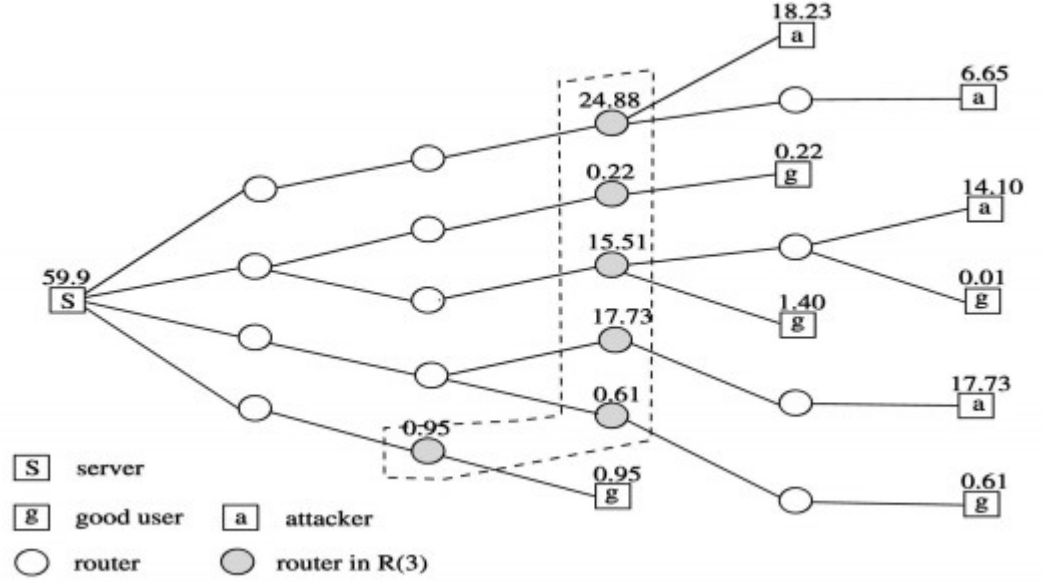 18.23
a
6.65
a
24.88
0.22
g
0.22
14.10
a
15.51
59.9
S
0.01
g
1.40
g
17.73
17.73
a
0.61
0.95
S server
0.95
g
0.61
g
g good user a attacker
router router in R(3)